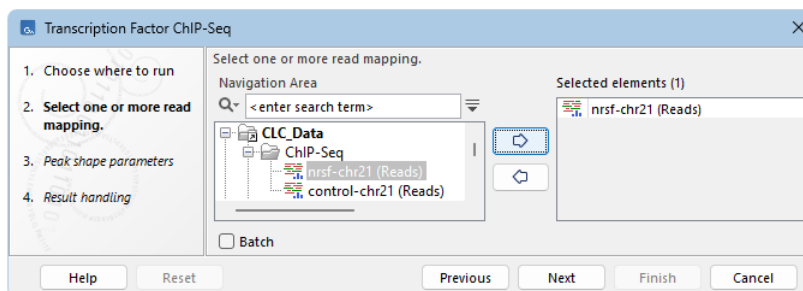 Transcription Factor ChIP-Seq
1. Choose where to run
2. Select one or more read
mapping.
3. Peak shape parameters
4. Result handling
Select one or more read mapping.
Navigation Area
<enter search term>
CLC_Data
ChIP-Seq
nrsf-chr21 (Reads)
control-chr21 (Reads)
Batch
Selected elements (1)
nrsf-chr21 (Reads)
Help
Reset
Previous
Next
Finish
Cancel